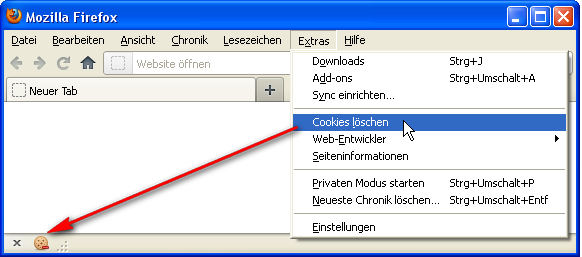 Mozilla Firefox
Datei Bearbeiten Ansicht Chronik Lesezeichen Extras Hilfe
Website öffnen
Neuer Tab
Downloads Strg+J
Add-ons Strg+Umschalt+A
Sync einrichten...
Cookies löschen
Web-Entwickler
Seiteninformationen
Privaten Modus starten Strg+Umschalt+P
Neueste Chronik löschen... Strg+Umschalt+Entf
Einstellungen